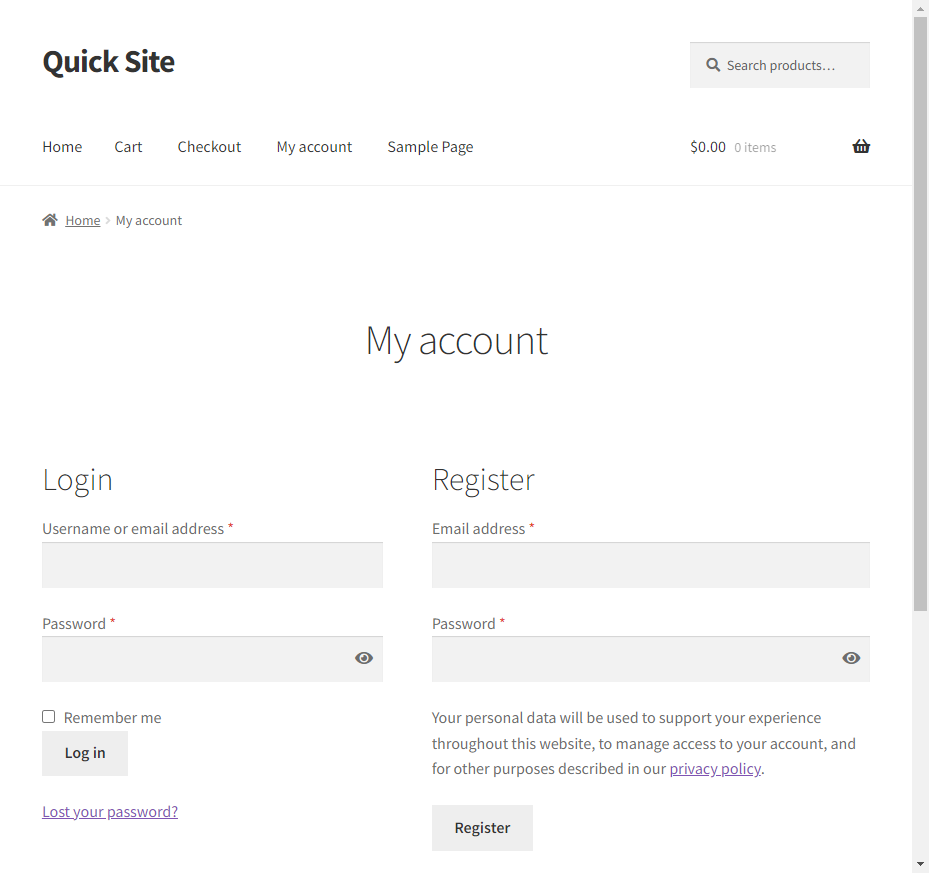 Quick Site
Search products…
Home Cart Checkout My account Sample Page $0.00 0 items
Home My account
My account
Login
Username or email address *
Password *
Remember me
Log in
Lost your password?
Register
Email address *
Password *
Your personal data will be used to support your experience
throughout this website, to manage access to your account, and
for other purposes described in our privacy policy.
Register